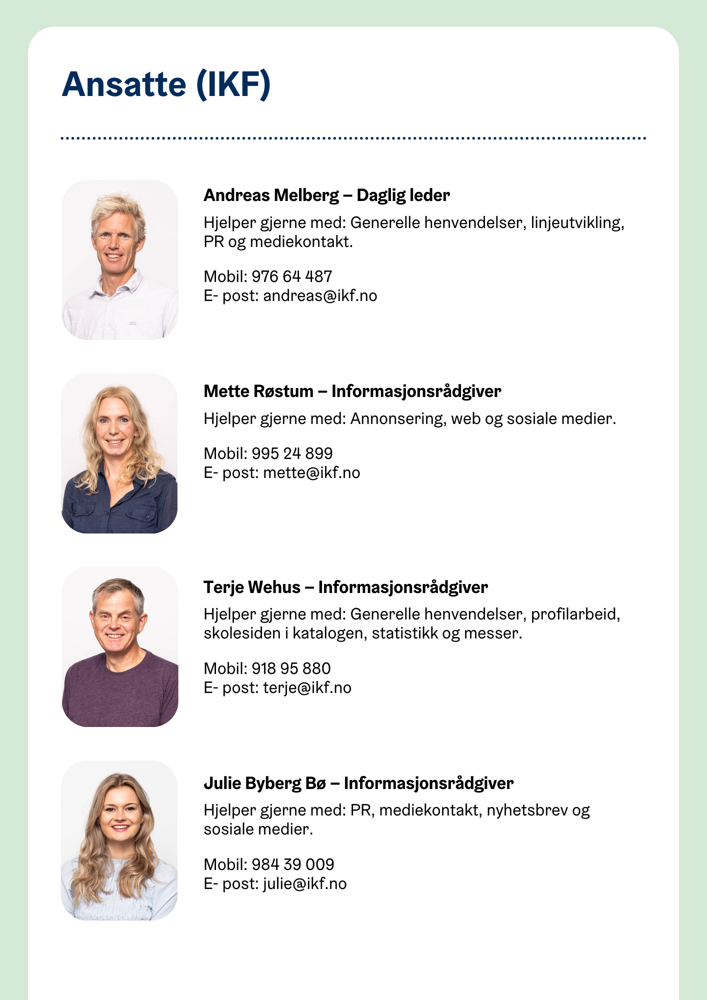 Ansatte (IKF)
Andreas Melberg – Daglig leder
Hjelper gjerne med: Generelle henvendelser, linjeutvikling,
PR og mediekontakt.
Mobil: 976 64 487
E- post: andreas@ikf.no
Mette Røstum – Informasjonsrådgiver
Hjelper gjerne med: Annonsering, web og sosiale medier.
Mobil: 995 24 899
E- post: mette@ikf.no
Terje Wehus – Informasjonsrådgiver
Hjelper gjerne med: Generelle henvendelser, profilarbeid,
skolesiden i katalogen, statistikk og messer.
Mobil: 918 95 880
E- post: terje@ikf.no
Julie Byberg Bø – Informasjonsrådgiver
Hjelper gjerne med: PR, mediekontakt, nyhetsbrev og
sosiale medier.
Mobil: 984 39 009
E- post: julie@ikf.no